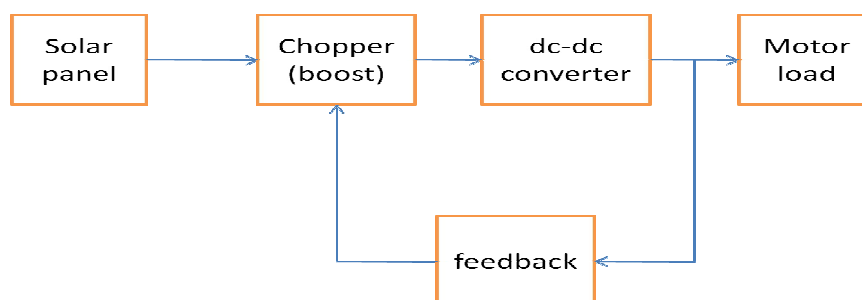 Solar
panel
Chopper
(boost)
dc-dc
converter
Motor
load
feedback